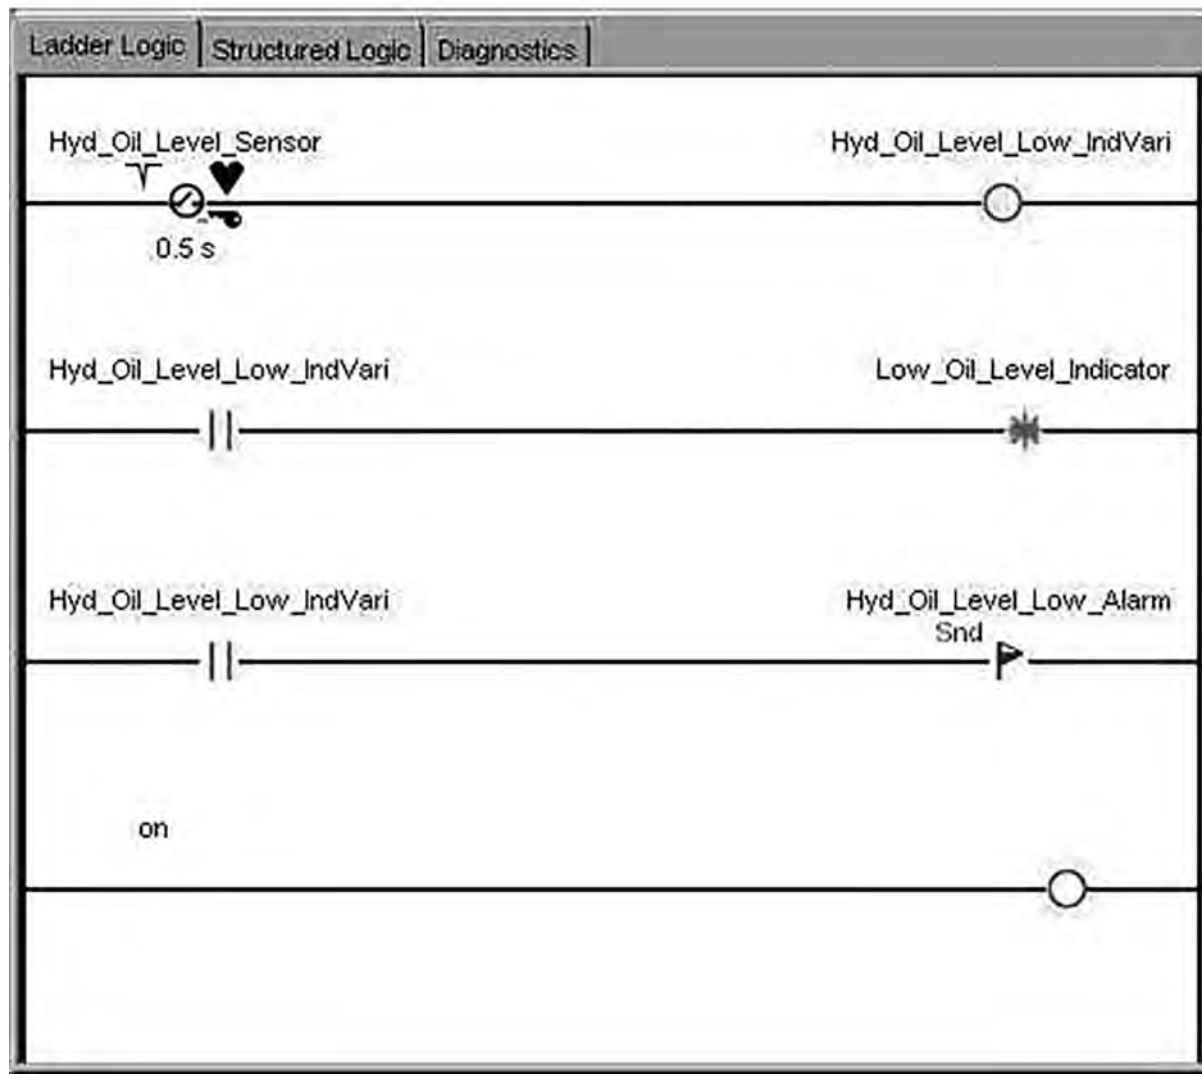 Ladder Logic Structured Logic Diagnostics
Hyd_Oil_Level_Sensor Hyd_Oil_Level_Low_IndVari
0.5 s
Hyd_Oil_Level_Low_IndVari Low_Oil_Level_Indicator
Hyd_Oil_Level_Low_IndVari Hyd_Oil_Level_Low_Alarm
Snd
on